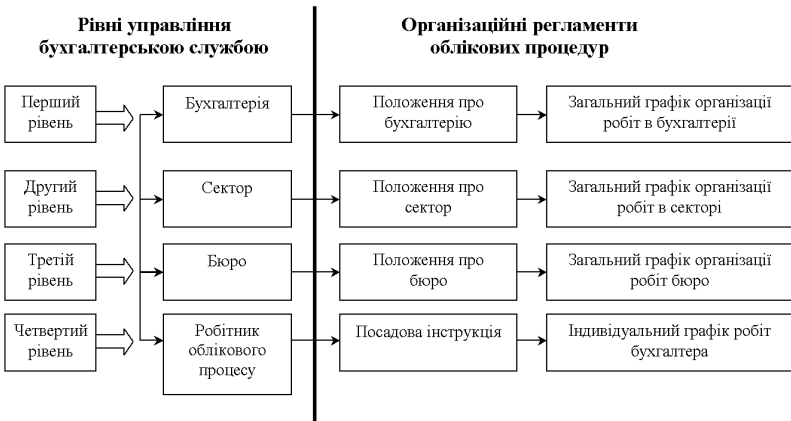 Рівні управління
бухгалтерською службою
Організаційні регламенти
облікових процедур
Перший
рівень
Бухгалтерія
Положення про
бухгалтерію
Загальний графік організації
робіт в бухгалтерії
Другий
рівень
Сектор
Положення про
сектор
Загальний графік організації
робіт в секторі
Третій
рівень
Бюро
Положення про
бюро
Загальний графік організації
робіт бюро
Четвертий
рівень
Робітник
облікового
процесу
Посадова інструкція
Індивідуальний графік робіт
бухгалтера